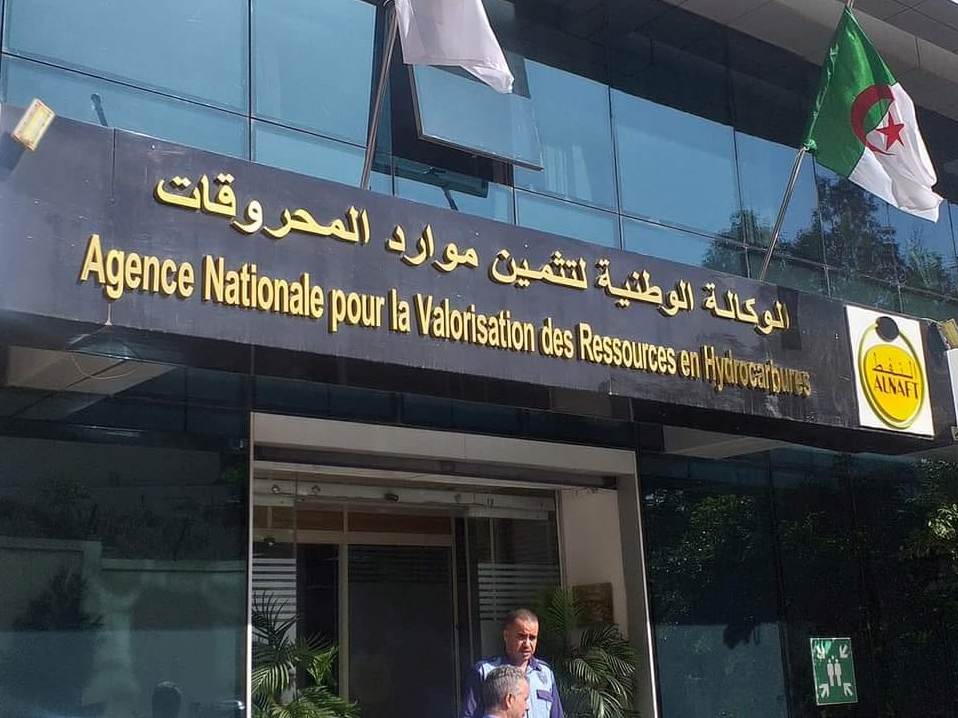 الوكالة الوطنية لتثمين موارد المحروقات
Agence Nationale pour la Valorisation des Ressources en Hydrocarbures
النفط
ALNAFT